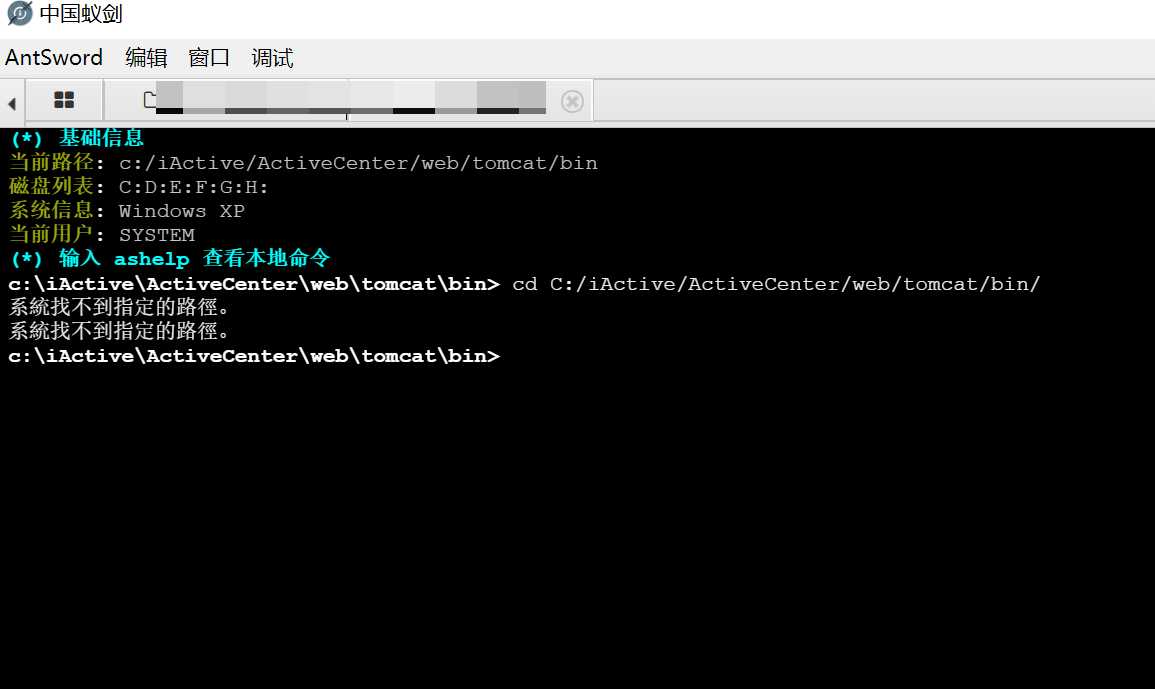 中国蚁剑
AntSword 编辑 窗口 调试
(*) 基础信息
当前路径: c:/iActive/ActiveCenter/web/tomcat/bin
磁盘列表: C:D:E:F:G:H:
系统信息: Windows XP
当前用户: SYSTEM
(*) 输入 ashelp 查看本地命令
c:\iActive\ActiveCenter\web\tomcat\bin> cd C:/iActive/ActiveCenter/web/tomcat/bin/
系統找不到指定的路徑。
系統找不到指定的路徑。
c:\iActive\ActiveCenter\web\tomcat\bin>